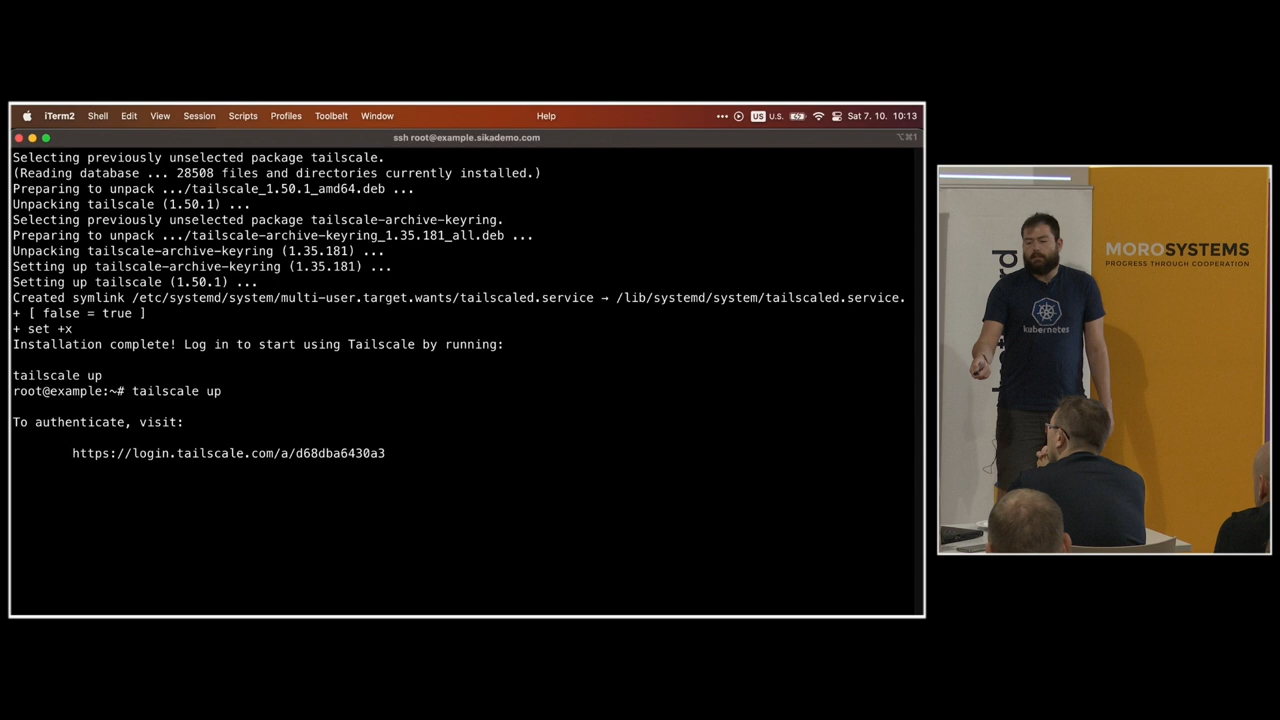 iTerm2 Shell Edit View Session Scripts Profiles Toolbelt Window Help ••• US U.S. Sat 7. 10. 10:13
ssh root@example.sikademo.com ⌥⌘1
Selecting previously unselected package tailscale.
(Reading database ... 28508 files and directories currently installed.)
Preparing to unpack .../tailscale_1.50.1_amd64.deb ...
Unpacking tailscale (1.50.1) ...
Selecting previously unselected package tailscale-archive-keyring.
Preparing to unpack .../tailscale-archive-keyring_1.35.181_all.deb ...
Unpacking tailscale-archive-keyring (1.35.181) ...
Setting up tailscale-archive-keyring (1.35.181) ...
Setting up tailscale (1.50.1) ...
Created symlink /etc/systemd/system/multi-user.target.wants/tailscaled.service → /lib/systemd/system/tailscaled.service.
+ [ false = true ]
+ set +x
Installation complete! Log in to start using Tailscale by running:
tailscale up
root@example:~# tailscale up
To authenticate, visit:
https://login.tailscale.com/a/d68dba6430a3
MOROSYSTEMS
PROGRESS THROUGH COOPERATION
kubernetes